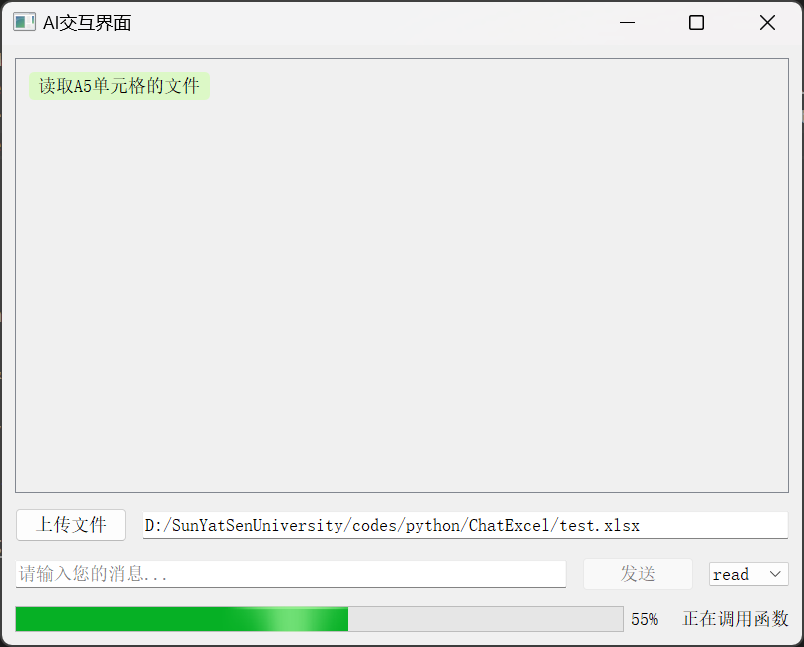 AI交互界面
读取A5单元格的文件
上传文件 D:/SunYatSenUniversity/codes/python/ChatExcel/test.xlsx
请输入您的消息... 发送 read
55% 正在调用函数